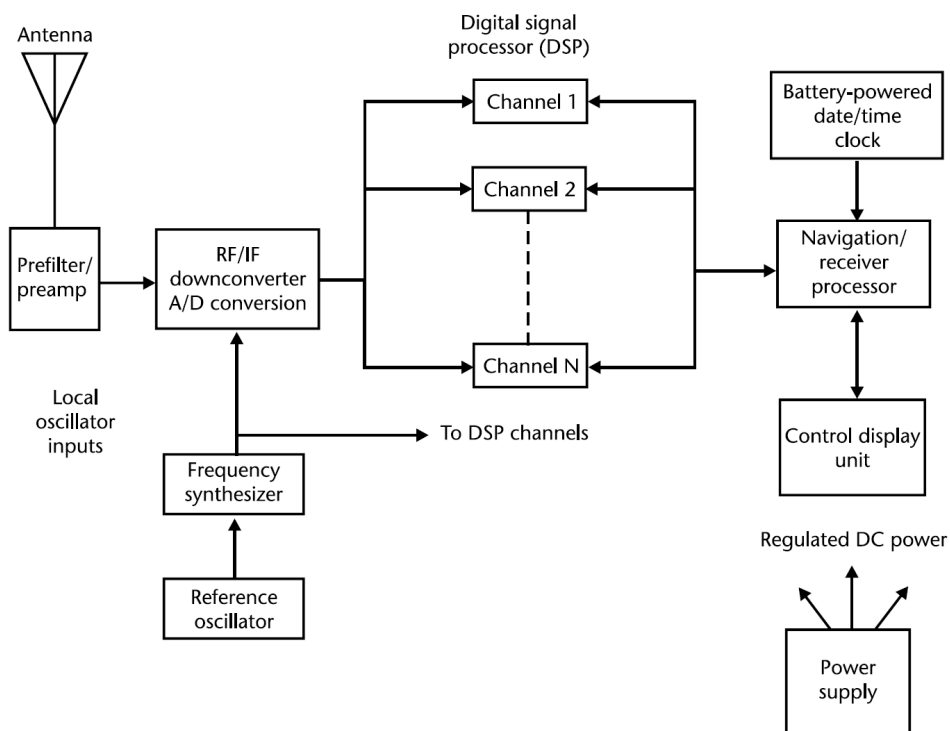 Antenna
Digital signal
processor (DSP)
Channel 1
Battery-powered
date/time
clock
Channel 2
Prefilter/
preamp
RF/IF
downconverter
A/D conversion
Navigation/
receiver
processor
Channel N
Local
oscillator
inputs
To DSP channels
Control display
unit
Frequency
synthesizer
Regulated DC power
Reference
oscillator
Power
supply